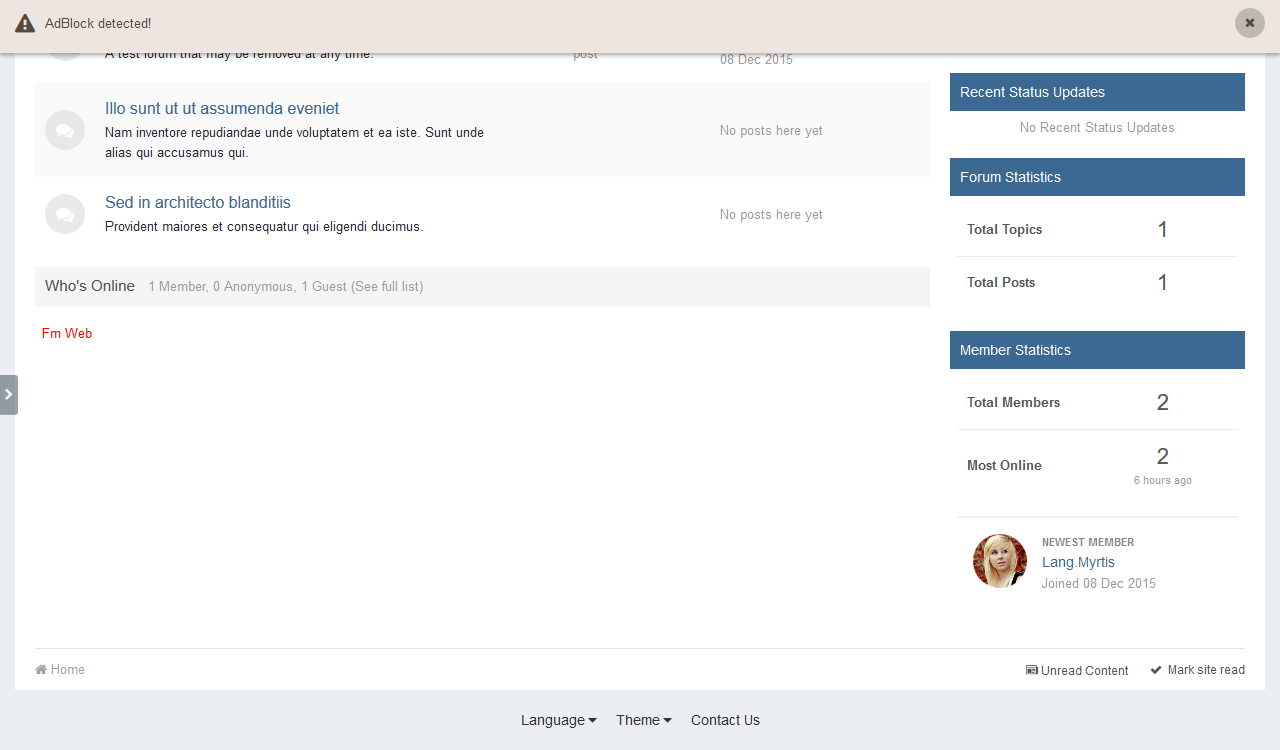 AdBlock detected!
A test forum that may be removed at any time.
post
08 Dec 2015
Illo sunt ut ut assumenda eveniet
Nam inventore repudiandae unde voluptatem et ea iste. Sunt unde
alias qui accusamus qui.
No posts here yet
Sed in architecto blanditiis
Provident maiores et consequatur qui eligendi ducimus.
No posts here yet
Who's Online 1 Member, 0 Anonymous, 1 Guest (See full list)
Fm Web
Recent Status Updates
No Recent Status Updates
Forum Statistics
Total Topics 1
Total Posts 1
Member Statistics
Total Members 2
Most Online 2
6 hours ago
NEWEST MEMBER
Lang.Myrtis
Joined 08 Dec 2015
Home
Unread Content Mark site read
Language Theme Contact Us